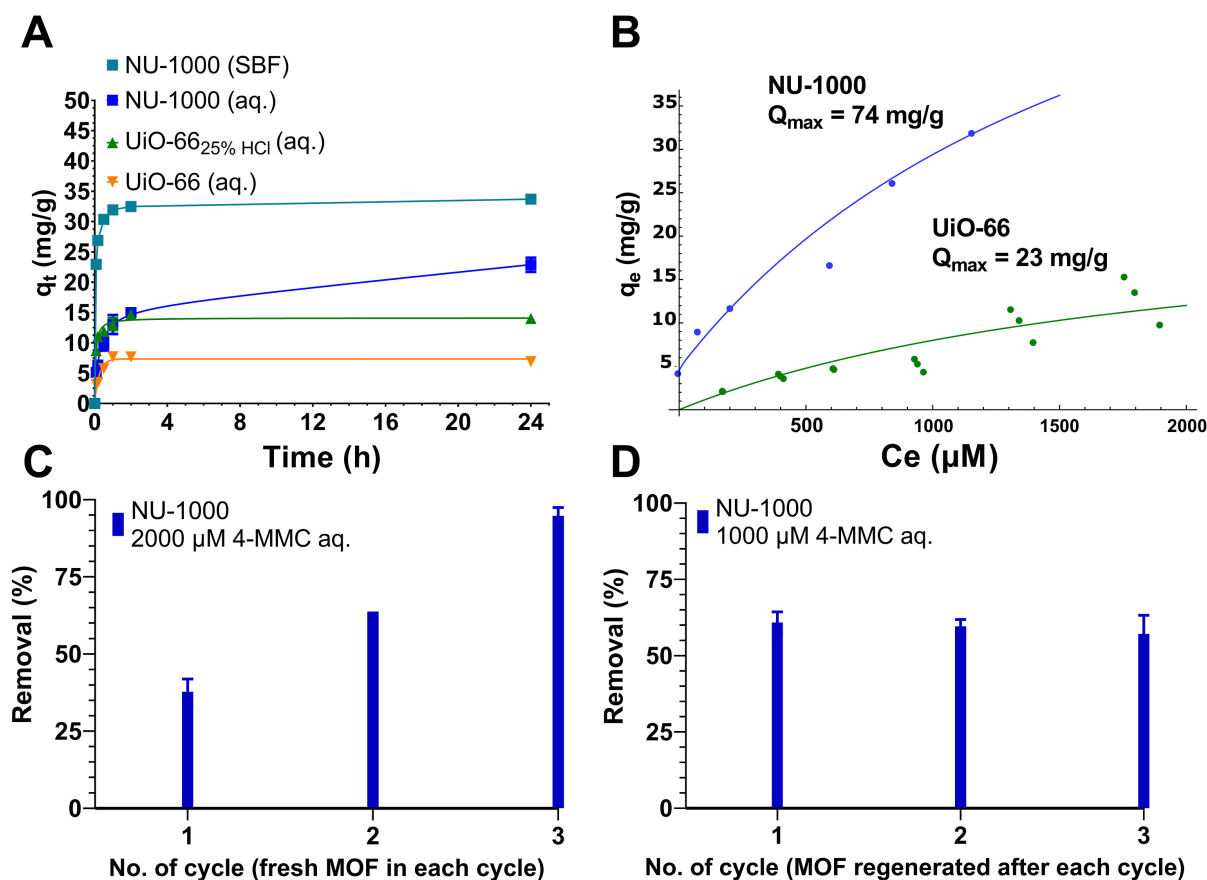 A
NU-1000 (SBF)
NU-1000 (aq.)
UiO-6625% HCl (aq.)
UiO-66 (aq.)
50
45
40
35
30
25
20
15
10
5
0
qt (mg/g)
0 4 8 12 16 20 24
Time (h)
B
NU-1000
Qmax = 74 mg/g
UiO-66
Qmax = 23 mg/g
35
30
25
20
15
10
5
qe (mg/g)
500 1000 1500 2000
Ce (µM)
C
NU-1000
2000 µM 4-MMC aq.
100
75
50
25
0
Removal (%)
1 2 3
No. of cycle (fresh MOF in each cycle)
D
NU-1000
1000 µM 4-MMC aq.
100
75
50
25
0
Removal (%)
1 2 3
No. of cycle (MOF regenerated after each cycle)